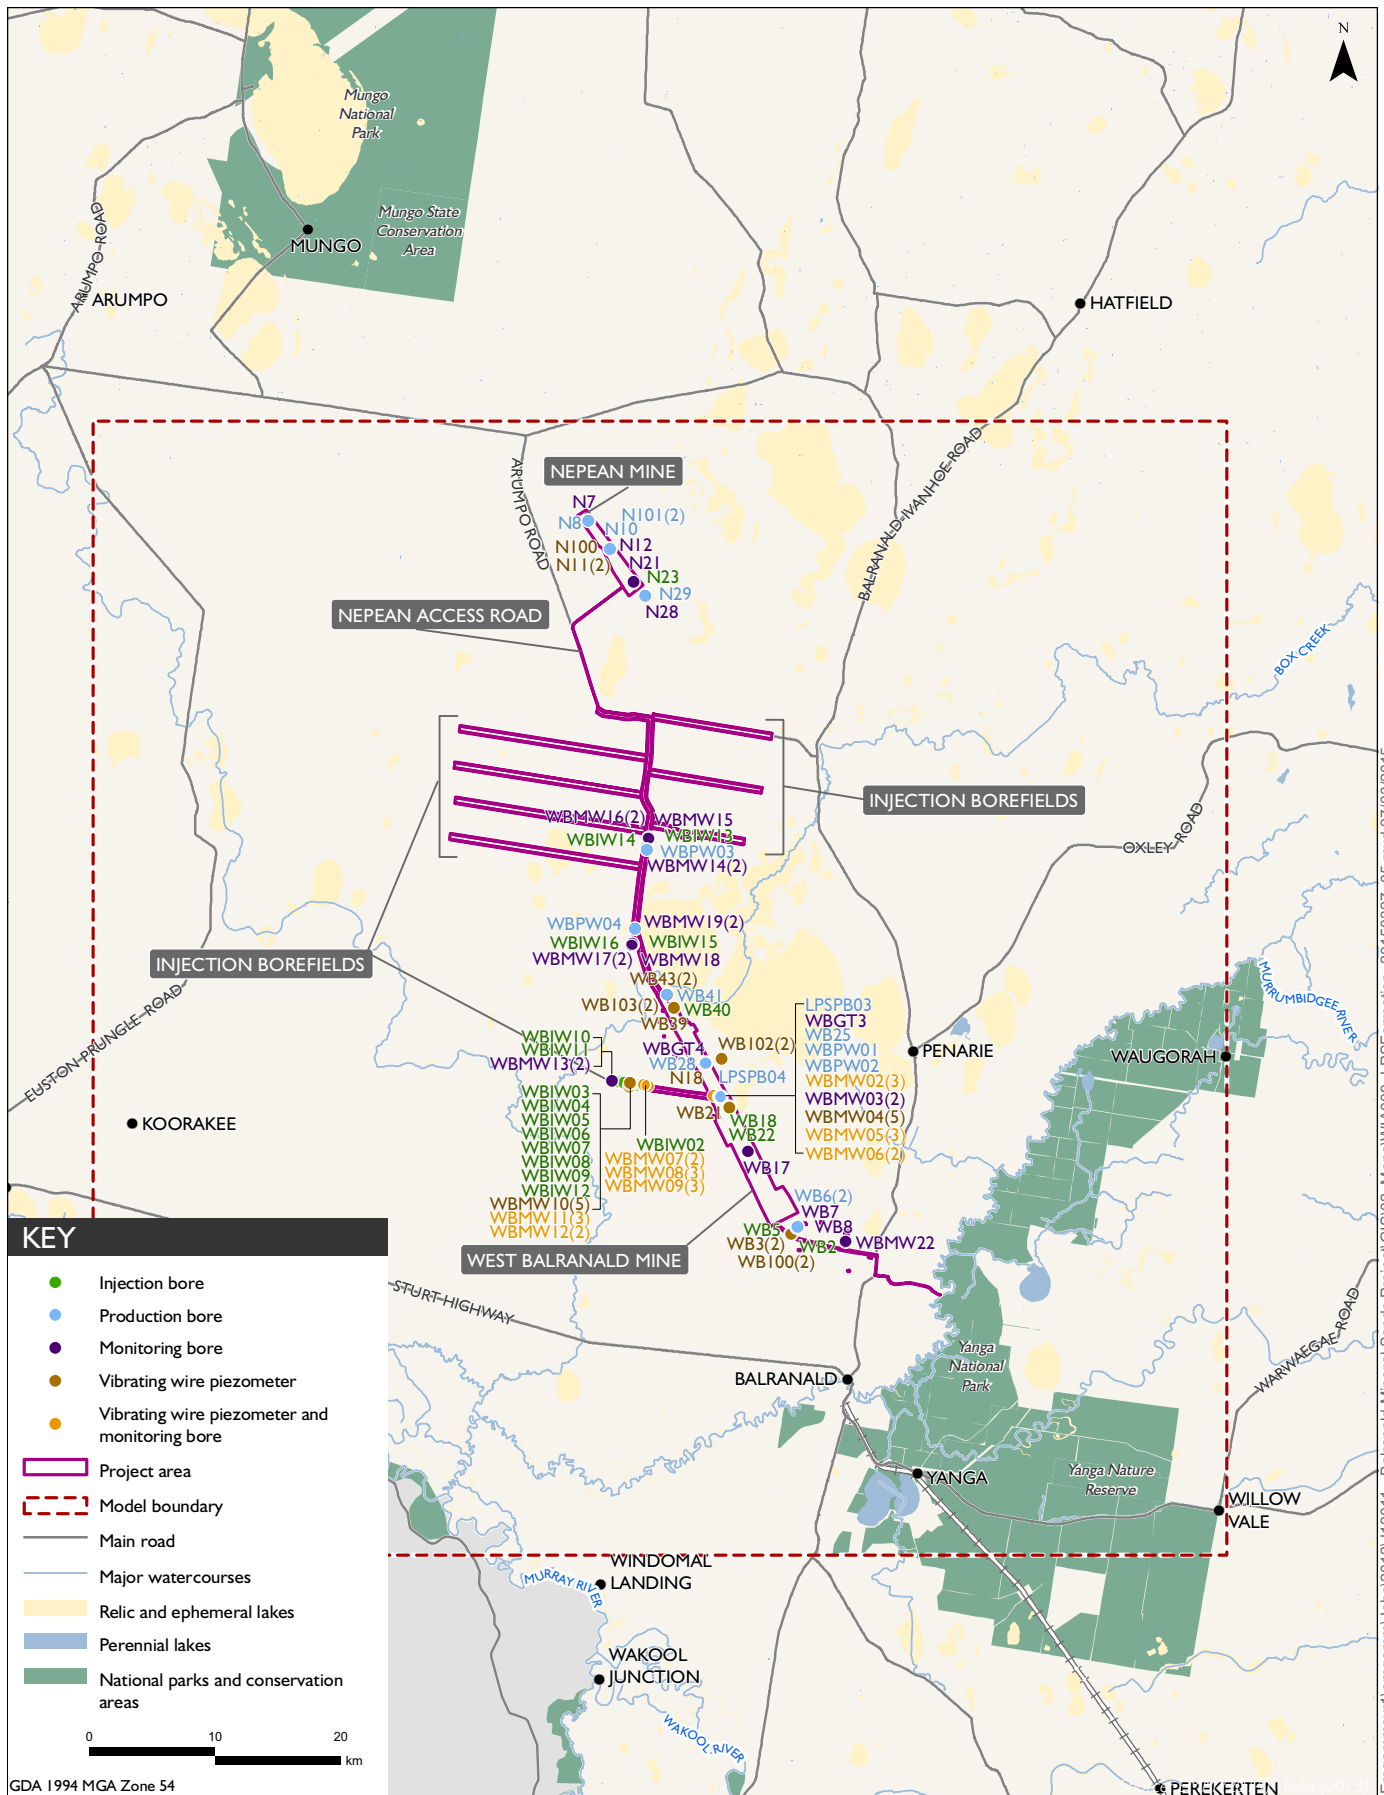 N
Mungo
National
Park
Mungo State
Conservation
Area
MUNGO
ARUMPO ROAD
ARUMPO
HATFIELD
NEPEAN MINE
ARUMPO ROAD
BALRANALD-IVANHOE ROAD
N7
N8
N101(2)
N10
N100
N12
N11(2)
N21
N23
N29
N28
NEPEAN ACCESS ROAD
BOX CREEK
INJECTION BOREFIELDS
WBMW16(2)
WBMW15
WBIW14
WBIW13
WBPW03
WBMW14(2)
OXLEY ROAD
WBPW04
WBMW19(2)
WBIW16
WBIW15
WBMW17(2)
WBMW18
INJECTION BOREFIELDS
EUSTON-PRUNGLE ROAD
WB43(2)
WB41
WB103(2)
WB40
WB39
MURRUMBIDGEE RIVER
LPSPB03
WBGT3
WB25
WBPW01
WBPW02
WBMW02(3)
WBMW03(2)
WBMW04(5)
WBMW05(3)
WBMW06(2)
WBIW10
WBIW11
WBMW13(2)
WBGT4
WB102(2)
WB28
LPSPB04
N18
WB21
WB18
WB22
WB17
PENARIE
WAUGORAH
KOORAKEE
WBIW03
WBIW04
WBIW05
WBIW06
WBIW07
WBIW08
WBIW09
WBIW12
WBMW10(5)
WBMW11(3)
WBMW12(2)
WBIW02
WBMW07(2)
WBMW08(3)
WBMW09(3)
WB6(2)
WB7
WB5
WB8
WB3(2)
WB2
WBMW22
WB100(2)
WEST BALRANALD MINE
STURT HIGHWAY
WARWAEGAE ROAD
Yanga
National
Park
BALRANALD
YANGA
Yanga Nature
Reserve
WILLOW
VALE
WINDOMAL
LANDING
MURRAY RIVER
WAKOOL
JUNCTION
WAKOOL RIVER
PEREKERTEN
KEY
Injection bore
Production bore
Monitoring bore
Vibrating wire piezometer
Vibrating wire piezometer and
monitoring bore
Project area
Model boundary
Main road
Major watercourses
Relic and ephemeral lakes
Perennial lakes
National parks and conservation
areas
0 10 20
km
GDA 1994 MGA Zone 54